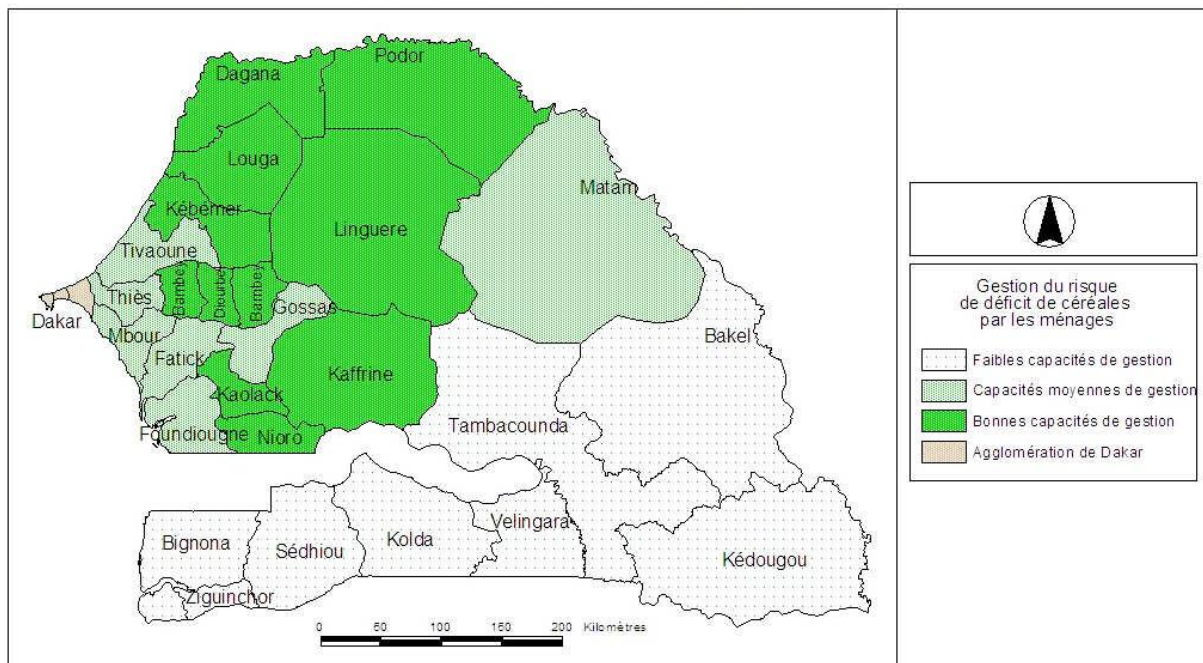 Podor
Dagana
Louga
Matam
Kébémer
Linguere
Tivaoune
Bambey
Diourbel
Bambey
Thiès
Gossas
Dakar
Mbour
Bakel
Fatick
Kaffrine
Kaolack
Tambacounda
Foundiougne
Nioro
Velingara
Kolda
Bignona
Sédhiou
Kédougou
Ziguinchor
0 50 100 150 200 Kilomètres
Gestion du risque
de déficit de céréales
par les ménages
Faibles capacités de gestion
Capacités moyennes de gestion
Bonnes capacités de gestion
Agglomération de Dakar